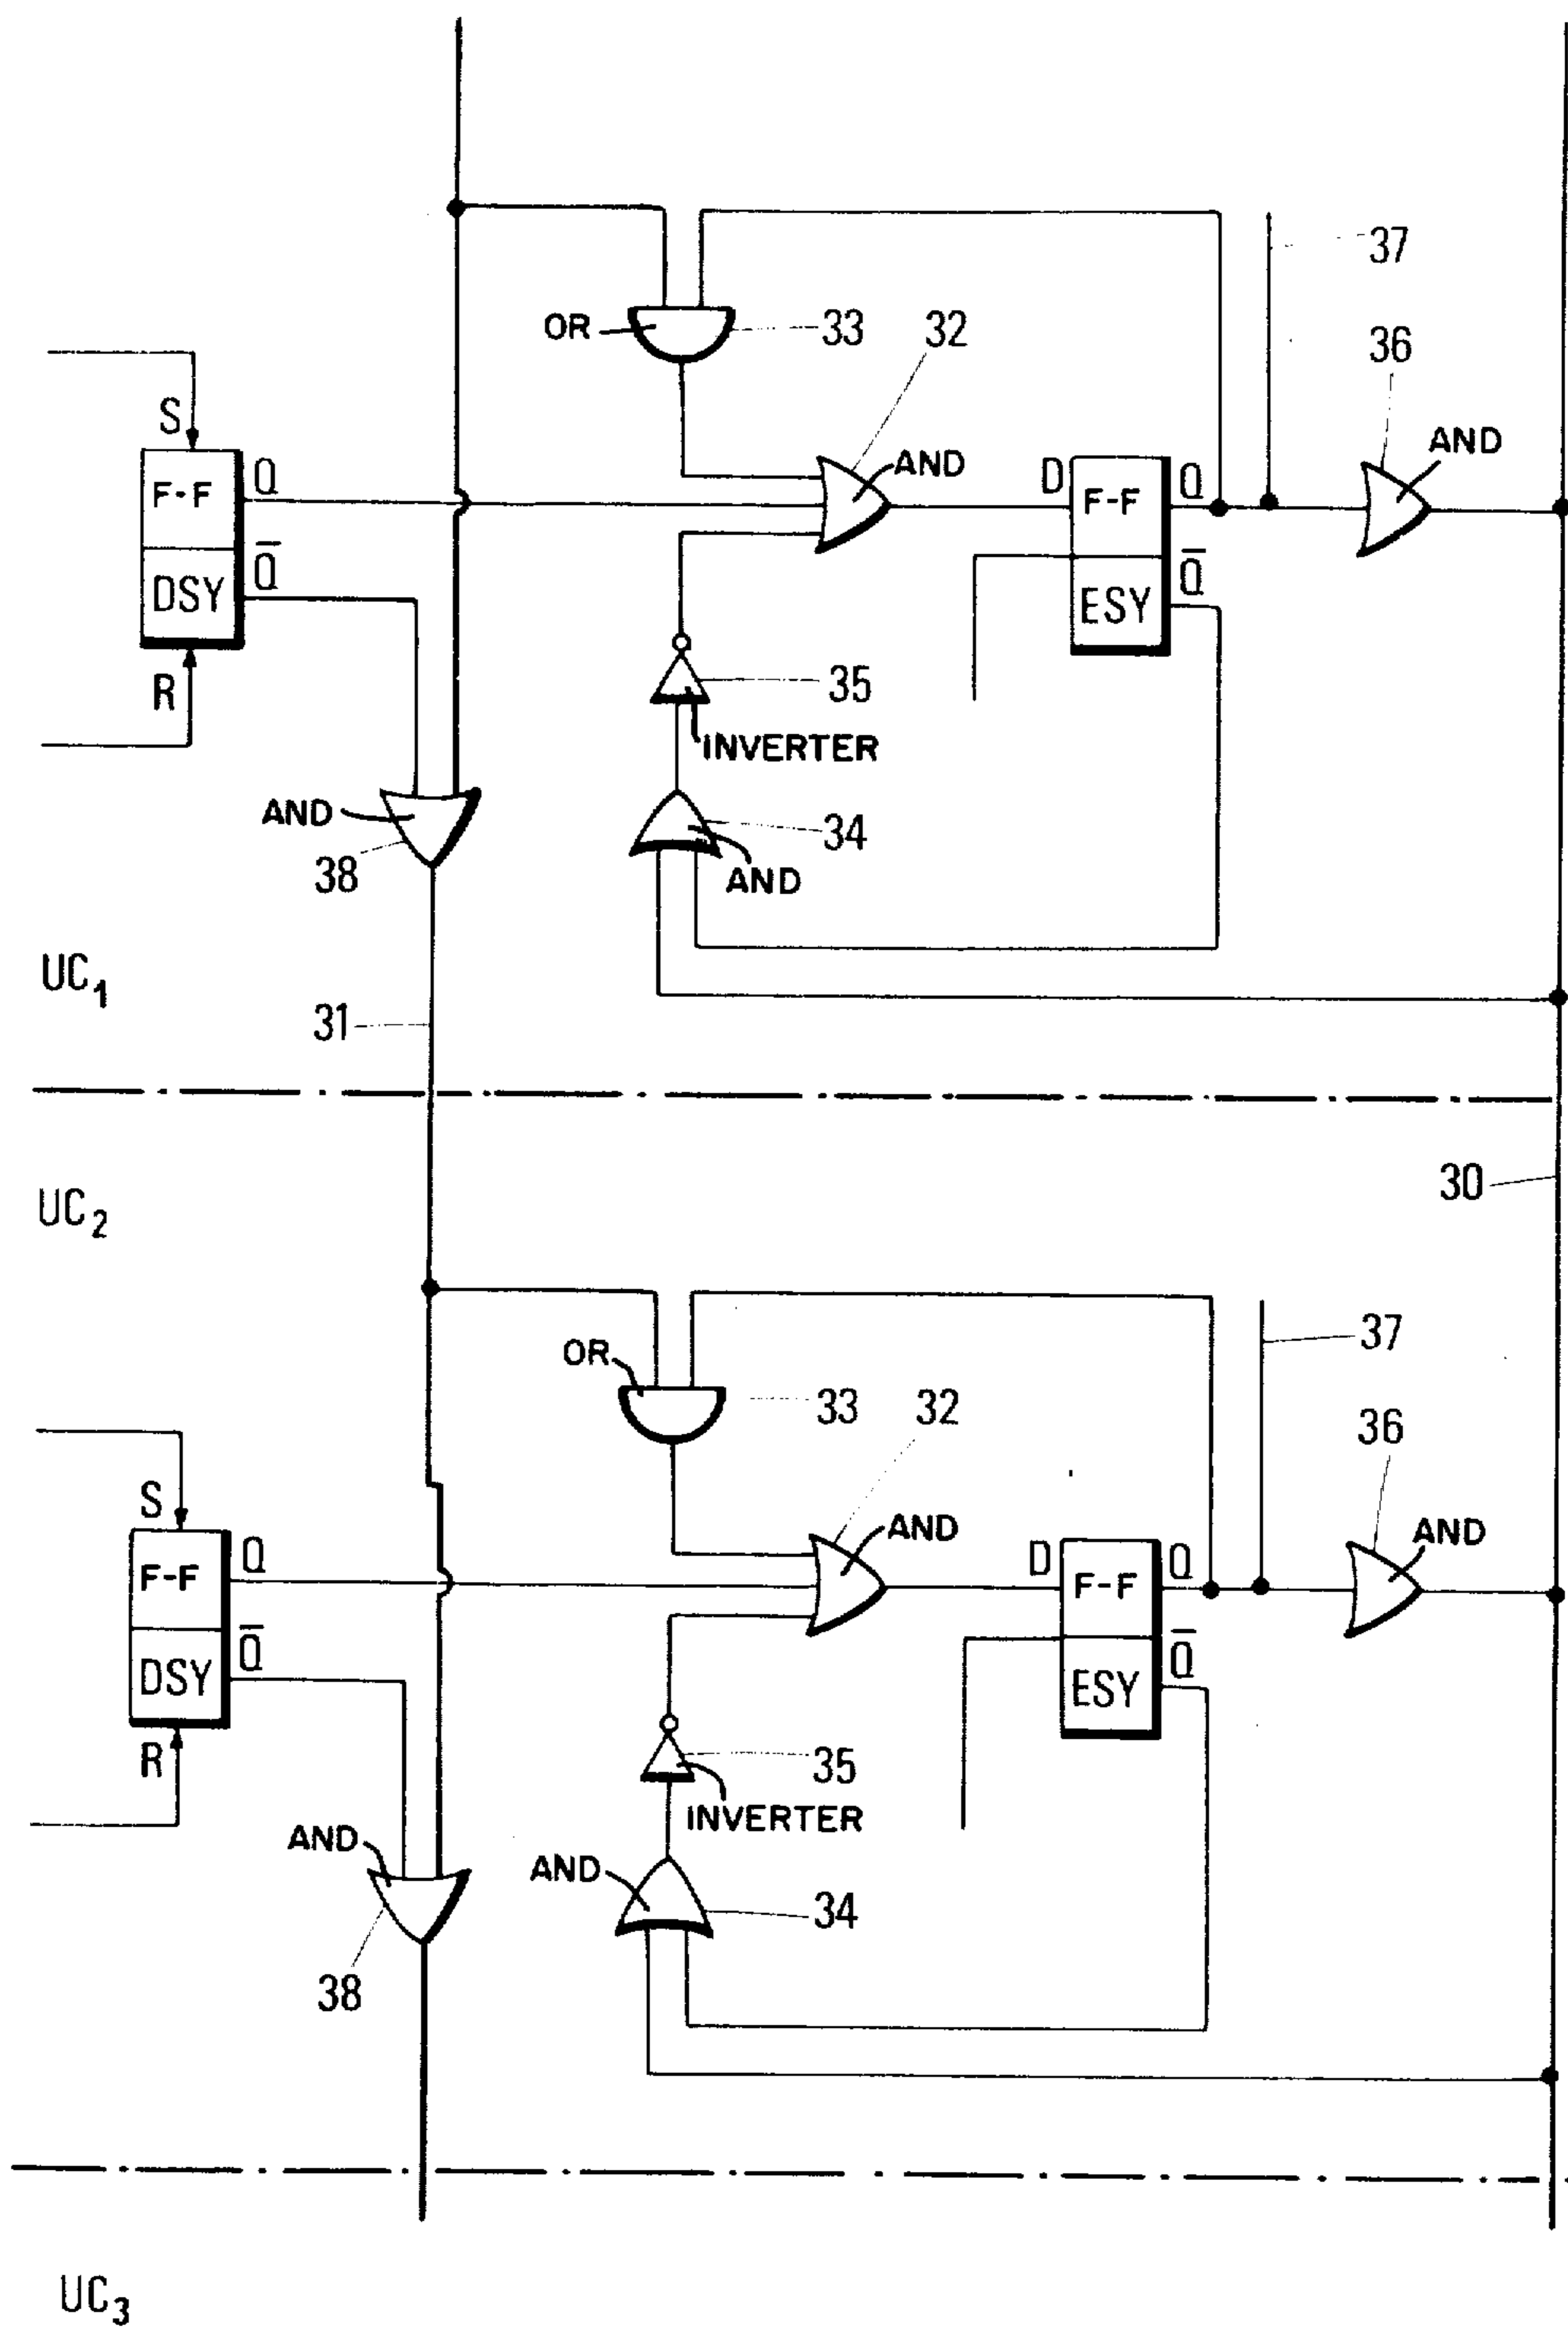 37
OR
33
32
36
S
AND
AND
F-F
Q
D
F-F
Q
DSY
Q̅
ESY
Q̅
R
35
INVERTER
AND
38
34
AND
UC1
31
30
UC2
37
OR
33
32
36
S
AND
AND
F-F
Q
D
F-F
Q
DSY
Q̅
ESY
Q̅
R
35
INVERTER
AND
AND
34
38
UC3